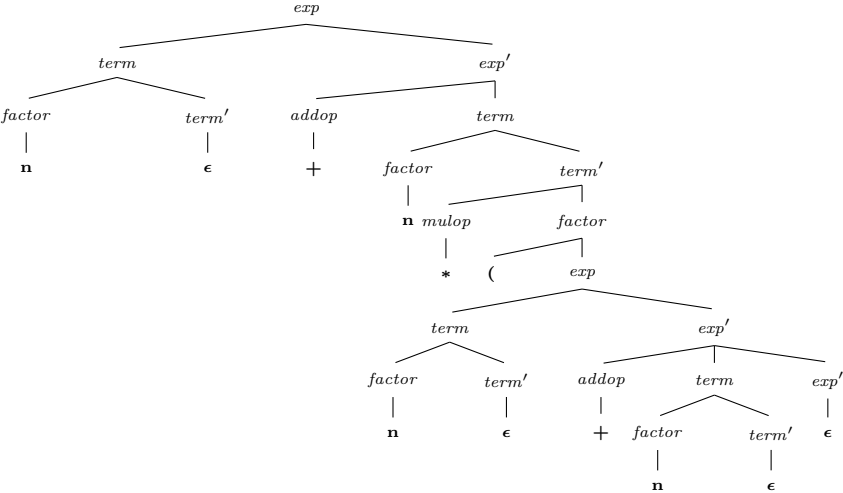 exp
term exp′
factor term′ addop term
n ϵ + factor term′
n mulop factor
* ( exp
term exp′
factor term′ addop term exp′
n ϵ + factor term′ ϵ
n ϵ